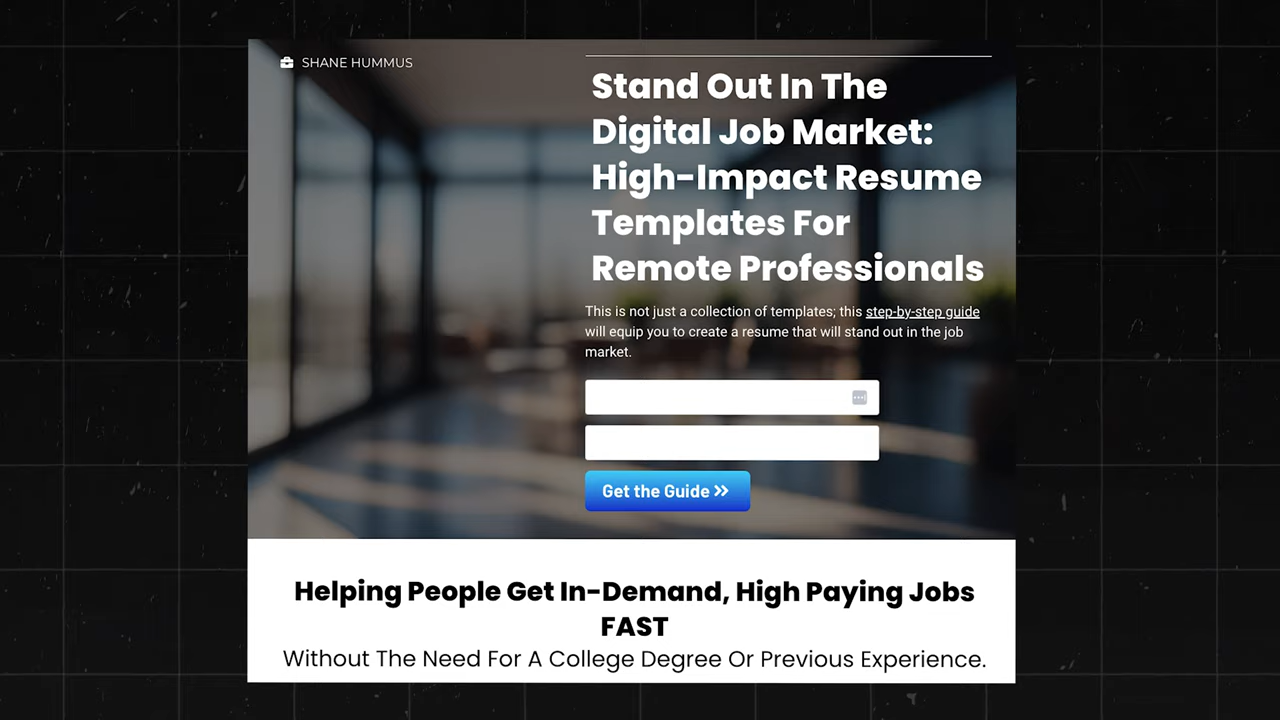 SHANE HUMMUS
Stand Out In The
Digital Job Market:
High-Impact Resume
Templates For
Remote Professionals
This is not just a collection of templates; this step-by-step guide
will equip you to create a resume that will stand out in the job
market.
Get the Guide >>
Helping People Get In-Demand, High Paying Jobs
FAST
Without The Need For A College Degree Or Previous Experience.